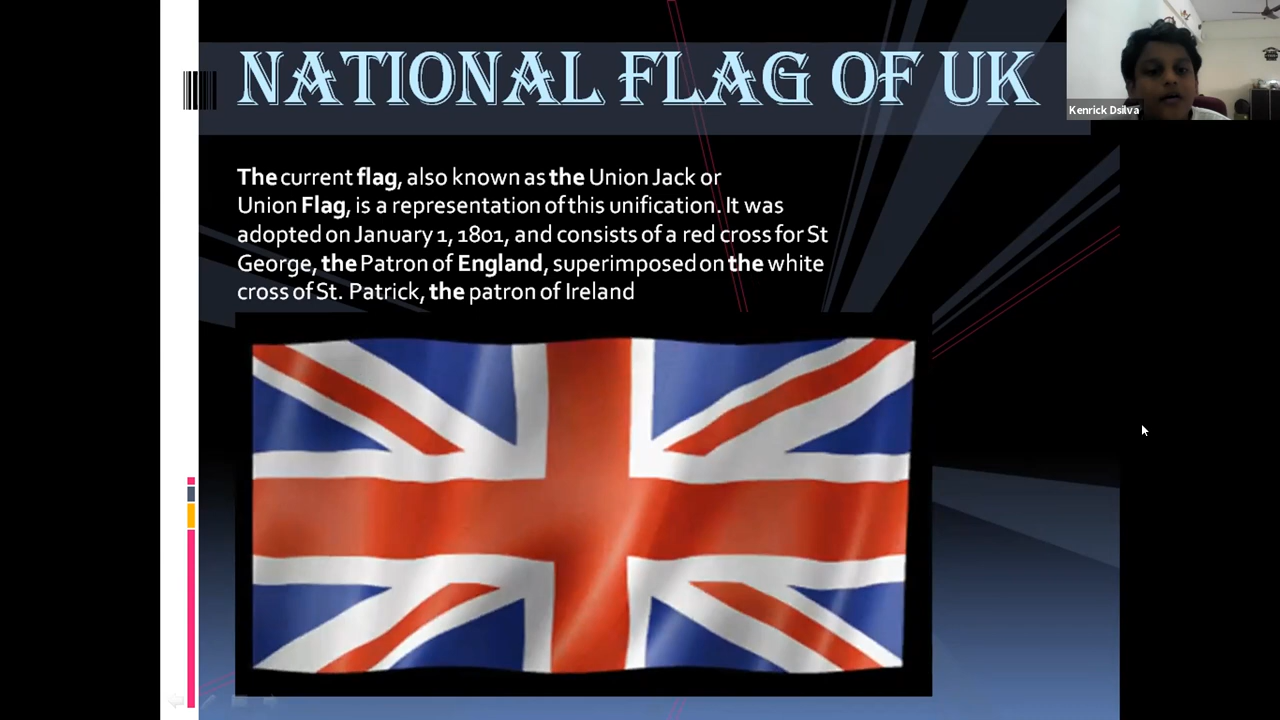 NATIONAL FLAG OF UK
Kenrick Dsilva
The current flag, also known as the Union Jack or
Union Flag, is a representation of this unification. It was
adopted on January 1, 1801, and consists of a red cross for St
George, the Patron of England, superimposed on the white
cross of St. Patrick, the patron of Ireland